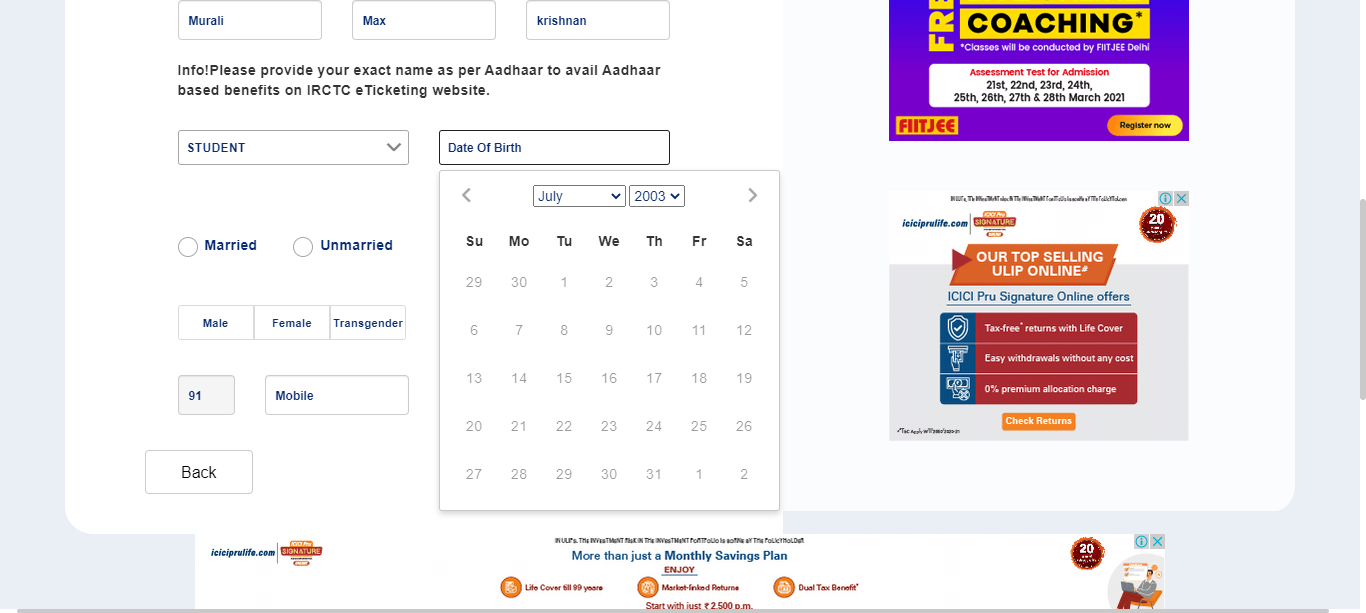 Murali
Max
krishnan
Info!Please provide your exact name as per Aadhaar to avail Aadhaar
based benefits on IRCTC eTicketing website.
STUDENT
Date Of Birth
July 2003
Su Mo Tu We Th Fr Sa
29 30 1 2 3 4 5
6 7 8 9 10 11 12
13 14 15 16 17 18 19
20 21 22 23 24 25 26
27 28 29 30 31 1 2
Married
Unmarried
Male
Female
Transgender
91
Mobile
Back
FREE
COACHING*
*Classes will be conducted by FIITJEE Delhi
Assessment Test for Admission
21st, 22nd, 23rd, 24th,
25th, 26th, 27th & 28th March 2021
FIITJEE
Register now
iciciprulife.com
ICICI Pru
SIGNATURE
20
OUR TOP SELLING
ULIP ONLINE#
ICICI Pru Signature Online offers
Tax-free* returns with Life Cover
Easy withdrawals without any cost
0% premium allocation charge
Check Returns
iciciprulife.com
ICICI Pru
SIGNATURE
More than just a Monthly Savings Plan
ENJOY
Life Cover till 99 years
Market-linked Returns
Dual Tax Benefit*
Start with just ₹ 2,500 p.m.
20